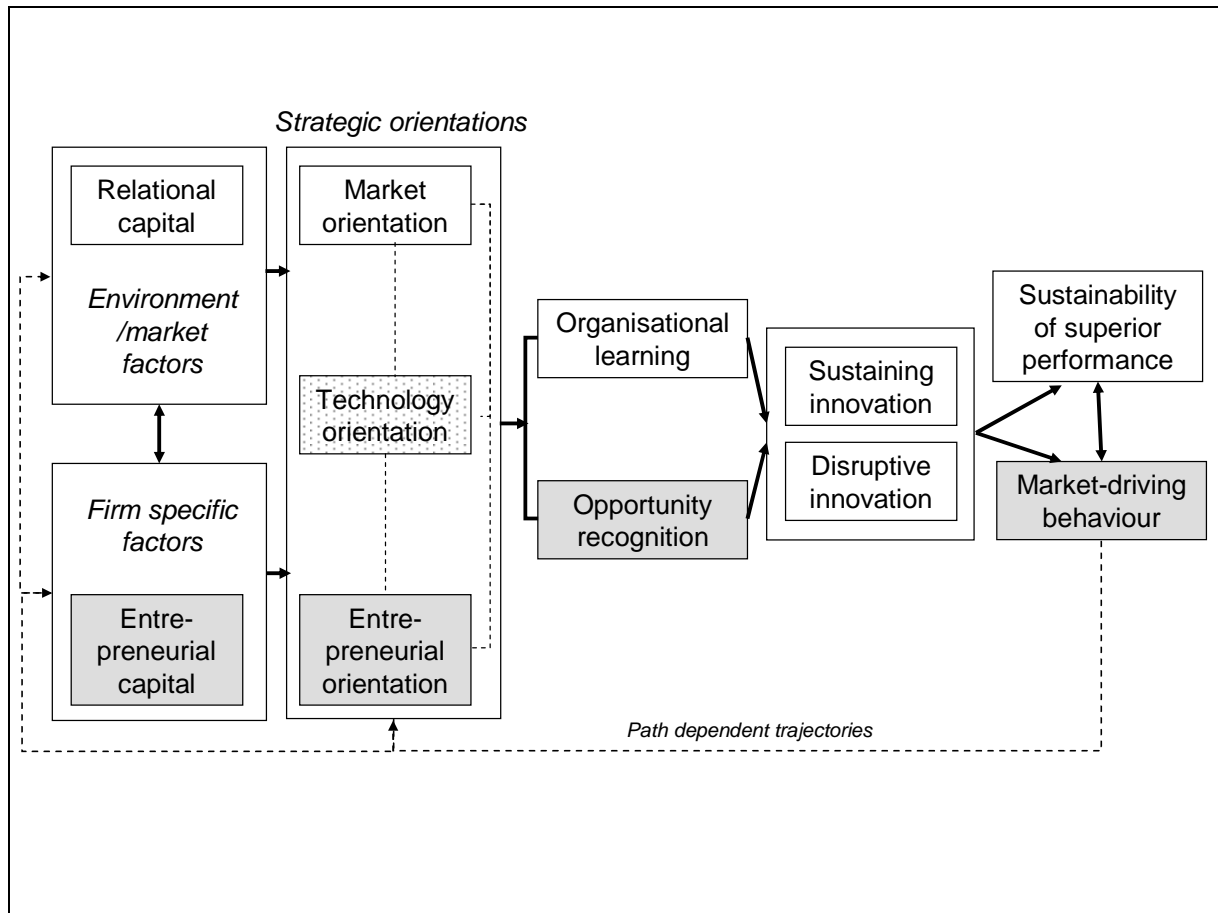 Strategic orientations
Relational
capital
Environment
/market
factors
Firm specific
factors
Entre-
preneurial
capital
Market
orientation
Technology
orientation
Entre-
preneurial
orientation
Organisational
learning
Opportunity
recognition
Sustaining
innovation
Disruptive
innovation
Sustainability
of superior
performance
Market-driving
behaviour
Path dependent trajectories